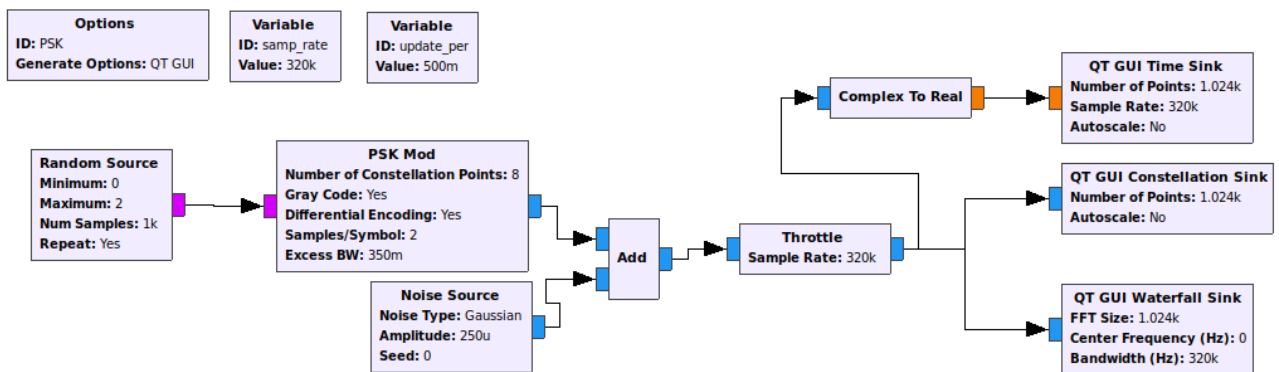 Options
ID: PSK
Generate Options: QT GUI
Variable
ID: samp_rate
Value: 320k
Variable
ID: update_per
Value: 500m
Random Source
Minimum: 0
Maximum: 2
Num Samples: 1k
Repeat: Yes
PSK Mod
Number of Constellation Points: 8
Gray Code: Yes
Differential Encoding: Yes
Samples/Symbol: 2
Excess BW: 350m
Noise Source
Noise Type: Gaussian
Amplitude: 250u
Seed: 0
Add
Throttle
Sample Rate: 320k
Complex To Real
QT GUI Time Sink
Number of Points: 1.024k
Sample Rate: 320k
Autoscale: No
QT GUI Constellation Sink
Number of Points: 1.024k
Autoscale: No
QT GUI Waterfall Sink
FFT Size: 1.024k
Center Frequency (Hz): 0
Bandwidth (Hz): 320k